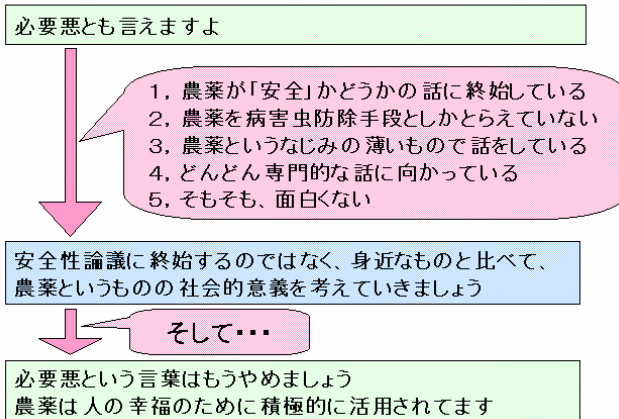 必要悪とも言えますよ
1, 農薬が「安全」かどうかの話に終始している
2, 農薬を病害虫防除手段としかとらえていない
3, 農薬というなじみの薄いもので話をしている
4, どんどん専門的な話に向かっている
5, そもそも、面白くない
安全性論議に終始するのではなく、身近なものと比べて、
農薬というものの社会的意義を考えていきましょう
そして・・・
必要悪という言葉はもうやめましょう
農薬は人の幸福のために積極的に活用されてます